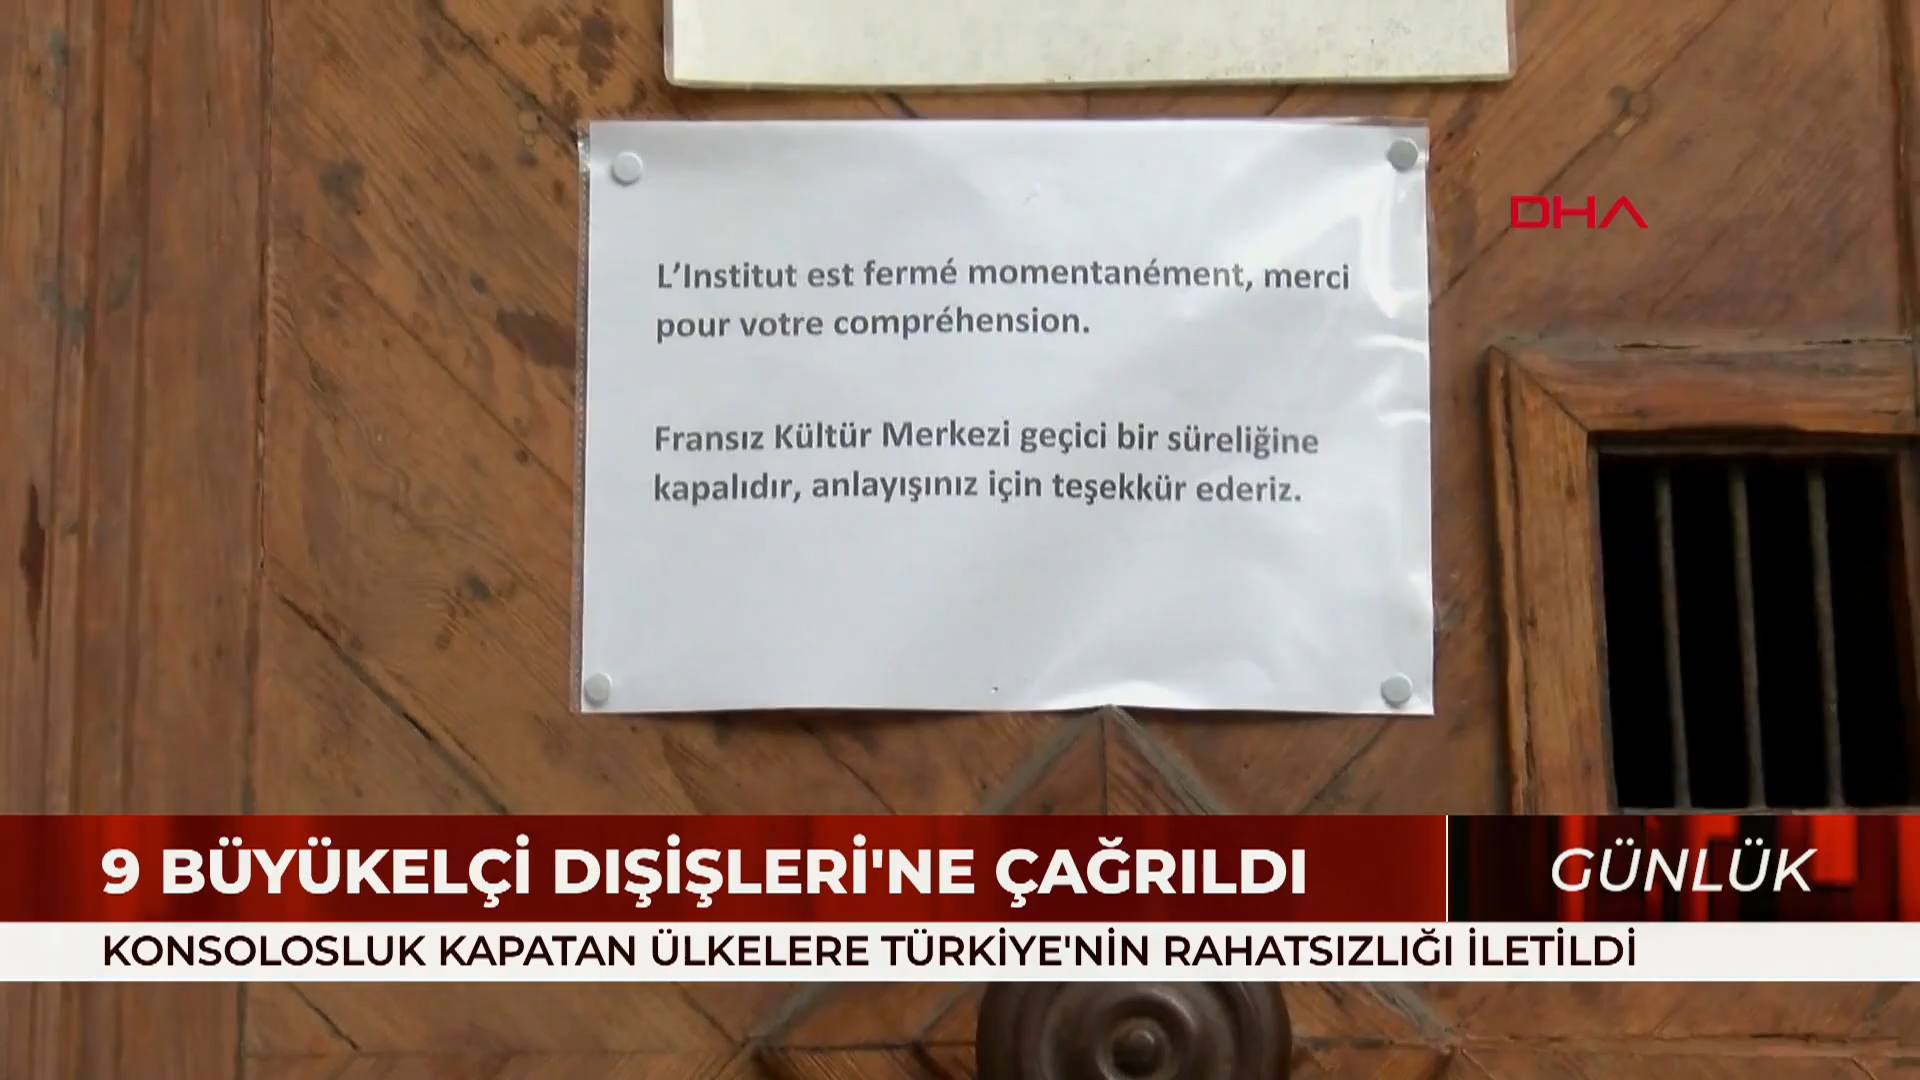 DHA
L'Institut est fermé momentanément, merci
pour votre compréhension.
Fransız Kültür Merkezi geçici bir süreliğine
kapalıdır, anlayışınız için teşekkür ederiz.
9 BÜYÜKELÇİ DIŞİŞLERİ'NE ÇAĞRILDI
GÜNLÜK
KONSOLOSLUK KAPATAN ÜLKELERE TÜRKİYE'NİN RAHATSIZLIĞI İLETİLDİ